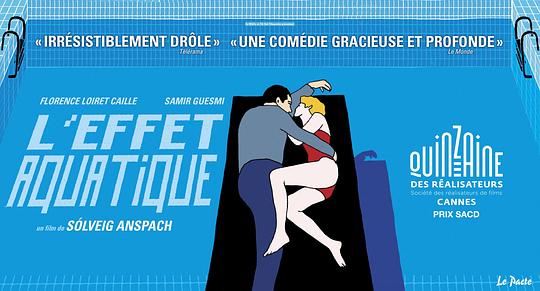 « IRRÉSISTIBLEMENT DRÔLE »
Télérama
« UNE COMÉDIE GRACIEUSE ET PROFONDE »
Le Monde
FLORENCE LOIRET CAILLE
SAMIR GUESMI
L'EFFET
AQUATIQUE
un film de SÓLVEIG ANSPACH
QUINZAINE
DES RÉALISATEURS
Société des réalisateurs de films
CANNES
PRIX SACD
Le Pacte